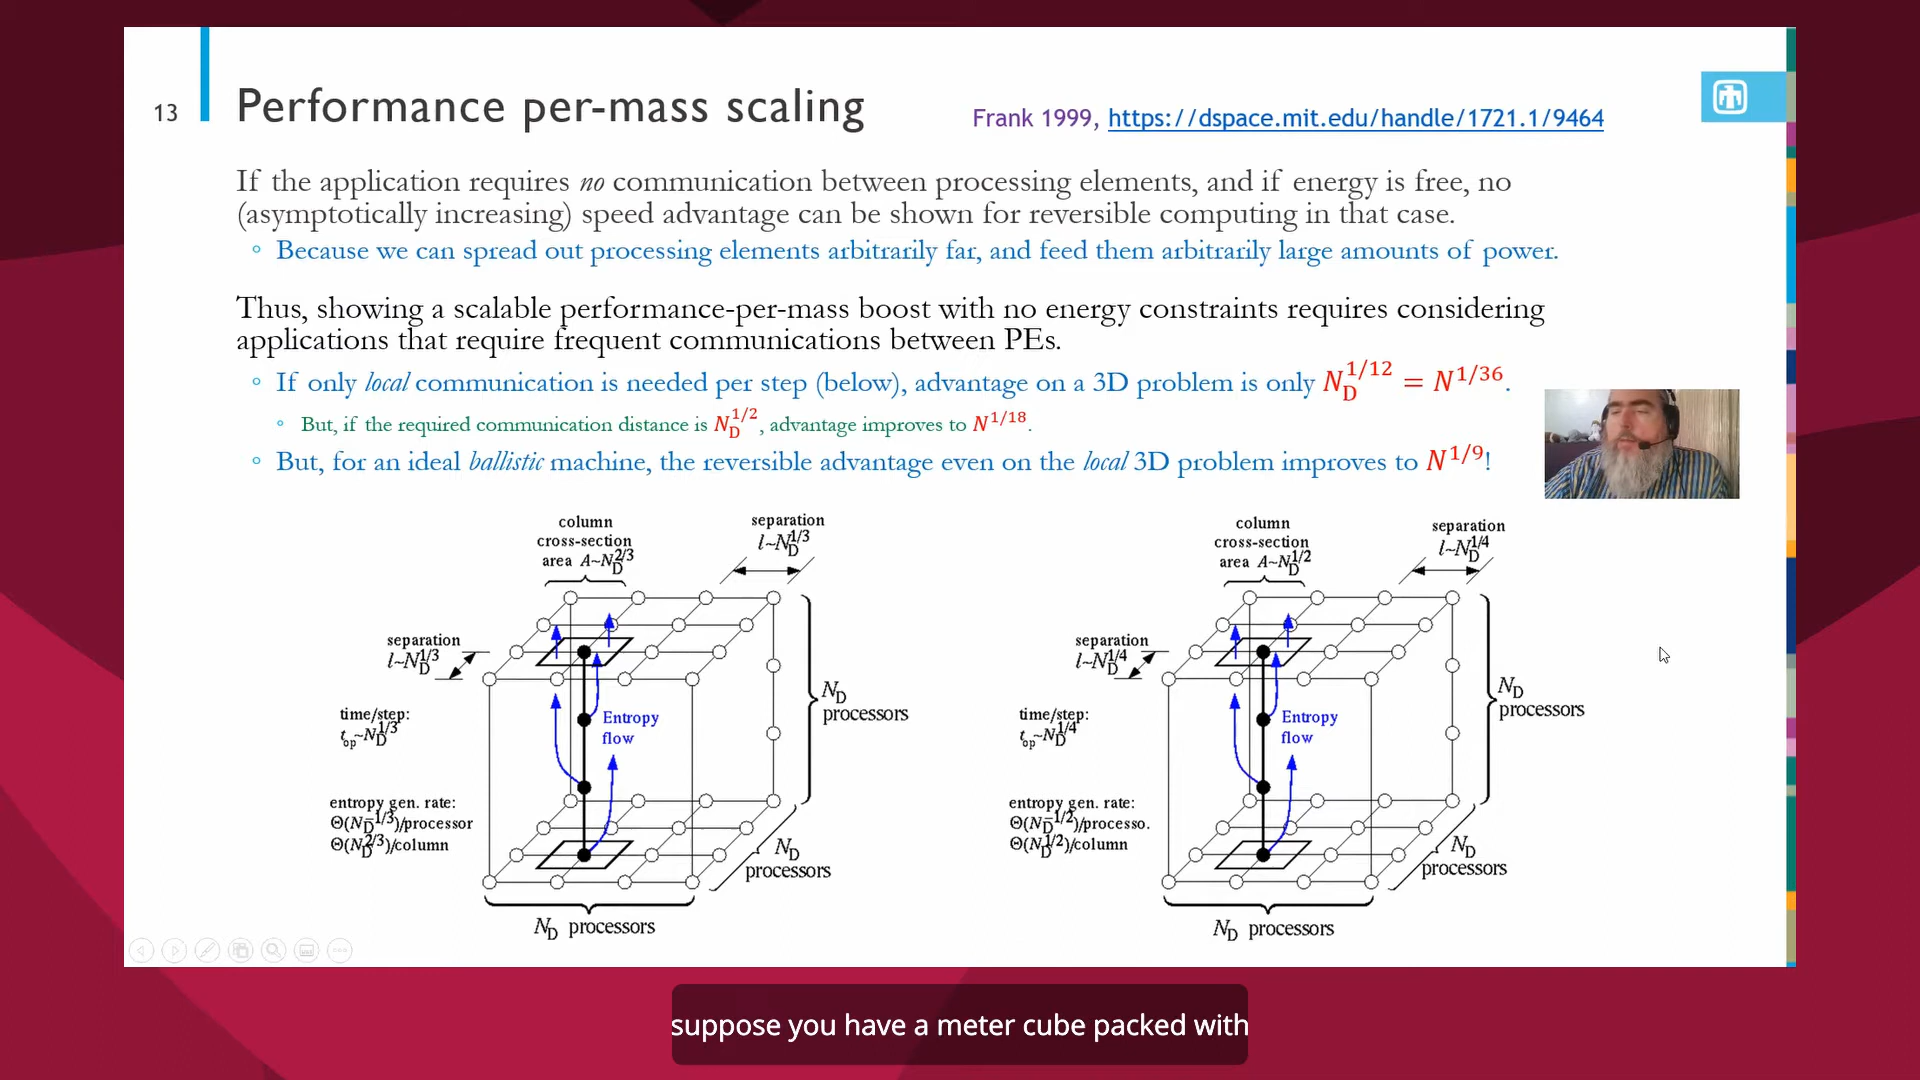 13
Performance per-mass scaling
Frank 1999, https://dspace.mit.edu/handle/1721.1/9464
If the application requires no communication between processing elements, and if energy is free, no
(asymptotically increasing) speed advantage can be shown for reversible computing in that case.
◦ Because we can spread out processing elements arbitrarily far, and feed them arbitrarily large amounts of power.
Thus, showing a scalable performance-per-mass boost with no energy constraints requires considering
applications that require frequent communications between PEs.
◦ If only local communication is needed per step (below), advantage on a 3D problem is only N_D^{1/12} = N^{1/36}.
◦ But, if the required communication distance is N_D^{1/2}, advantage improves to N^{1/18}.
◦ But, for an ideal ballistic machine, the reversible advantage even on the local 3D problem improves to N^{1/9}!
column
cross-section
area A~N_D^{2/3}
separation
l~N_D^{1/3}
separation
l~N_D^{1/3}
time/step:
t_op~N_D^{1/3}
entropy gen. rate:
Θ(N_D^{-1/3})/processor
Θ(N_D^{2/3})/column
Entropy
flow
N_D
processors
N_D
processors
N_D processors
column
cross-section
area A~N_D^{1/2}
separation
l~N_D^{1/4}
separation
l~N_D^{1/4}
time/step:
t_op~N_D^{1/4}
entropy gen. rate:
Θ(N_D^{-1/2})/processo.
Θ(N_D^{1/2})/column
Entropy
flow
N_D
processors
N_D
processors
N_D processors
suppose you have a meter cube packed with